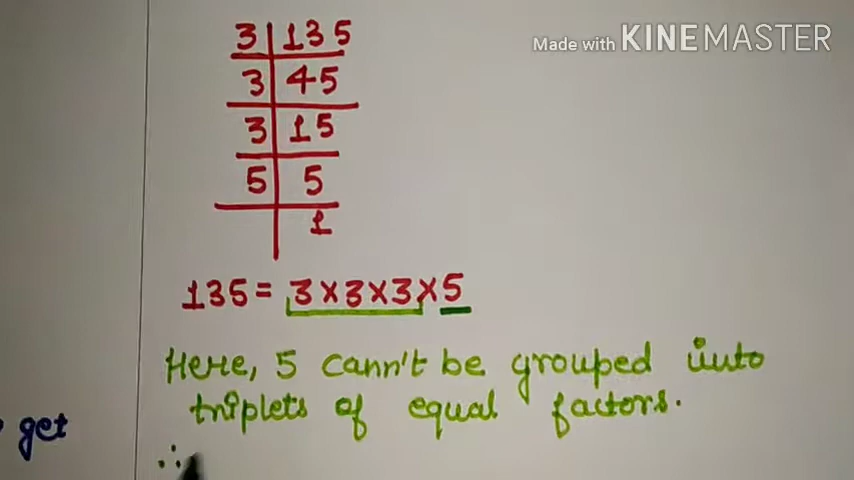 Made with KINEMASTER
3 135
3 45
3 15
5 5
1
135 = 3×3×3×5
Here, 5 cann't be grouped into
triplets of equal factors.
get
∴